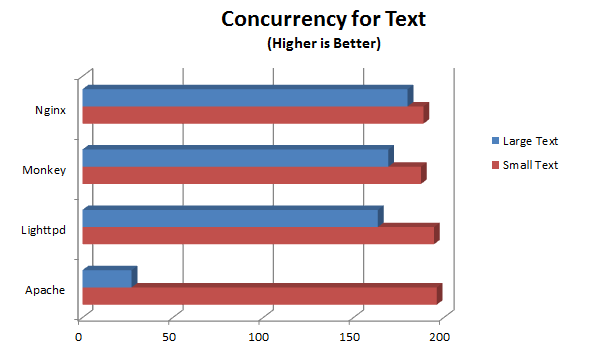 Concurrency for Text
(Higher is Better)
Nginx
Monkey
Lighttpd
Apache
0 50 100 150 200
Large Text
Small Text